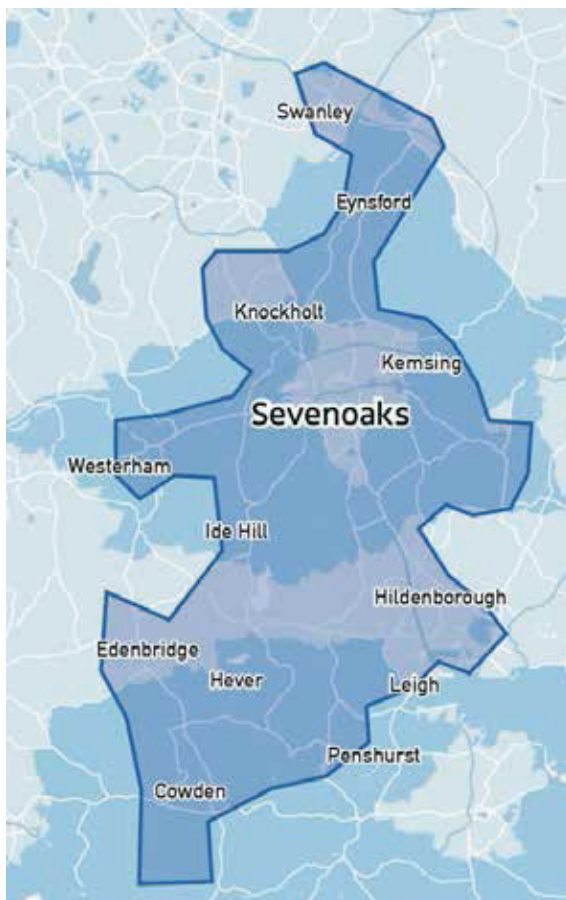 Swanley
Eynsford
Knockholt
Kemsing
Sevenoaks
Westerham
Ide Hill
Hildenborough
Edenbridge
Hever
Leigh
Penshurst
Cowden